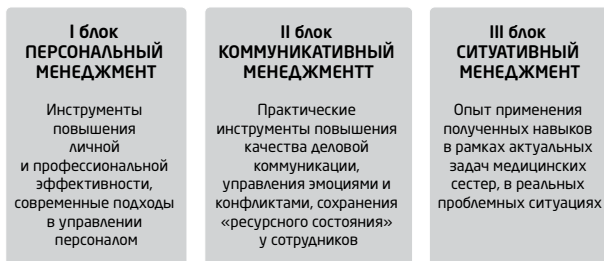 I блок
ПЕРСОНАЛЬНЫЙ
МЕНЕДЖМЕНТ
Инструменты
повышения
личной
и профессиональной
эффективности,
современные подходы
в управлении
персоналом
II блок
КОММУНИКАТИВНЫЙ
МЕНЕДЖМЕНТТ
Практические
инструменты повышения
качества деловой
коммуникации,
управления эмоциями и
конфликтами, сохранения
«ресурсного состояния»
у сотрудников
III блок
СИТУАТИВНЫЙ
МЕНЕДЖМЕНТ
Опыт применения
полученных навыков
в рамках актуальных
задач медицинских
сестер, в реальных
проблемных ситуациях